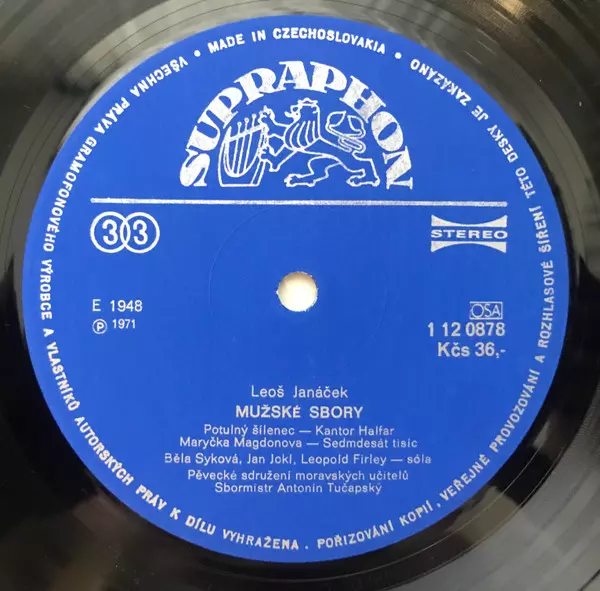 VŠECHNA PRÁVA GRAMOFONOVÉHO VÝROBCE A VLASTNÍKŮ AUTORSKÝCH PRÁV K DÍLU VYHRAŽENA • POŘIZOVÁNÍ KOPIÍ, VEŘEJNÉ PROVOZOVÁNÍ A ROZHLASOVÉ ŠÍŘENÍ TÉTO DESKY JE ZAKÁZÁNO • MADE IN CZECHOSLOVAKIA •
SUPRAPHON
33
STEREO
E 1948
Ⓟ 1971
OSA
1 12 0878
Kčs 36,-
Leoš Janáček
MUŽSKÉ SBORY
Potulný šílenec — Kantor Halfar
Maryčka Magdonova — Sedmdesát tisíc
Běla Syková, Jan Jokl, Leopold Firley — sóla
Pěvecké sdružení moravských učitelů
Sbormistr Antonín Tučapský